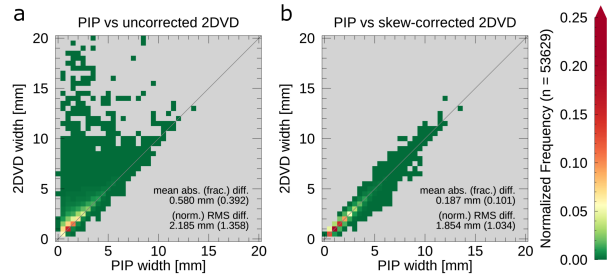 a
PIP vs uncorrected 2DVD
20
15
10
5
0
2DVD width [mm]
mean abs. (frac.) diff.
0.580 mm (0.392)
(norm.) RMS diff.
2.185 mm (1.358)
0 5 10 15 20
PIP width [mm]
b
PIP vs skew-corrected 2DVD
20
15
10
5
0
2DVD width [mm]
mean abs. (frac.) diff.
0.187 mm (0.101)
(norm.) RMS diff.
1.854 mm (1.034)
0 5 10 15 20
PIP width [mm]
Normalized Frequency (n = 53629)
0.25
0.20
0.15
0.10
0.05
0.00